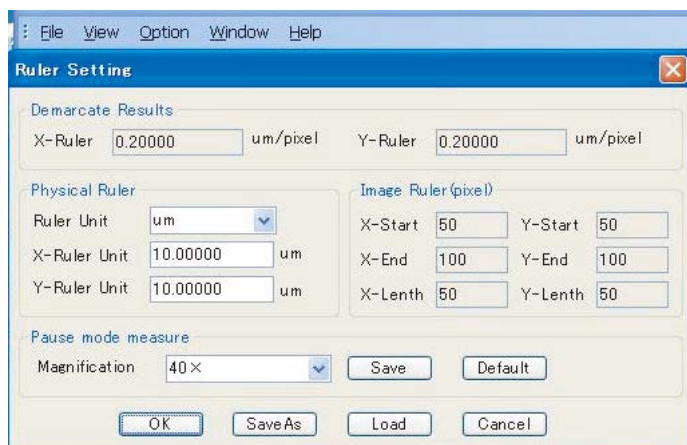 File View Option Window Help
Ruler Setting
Demarcate Results
X-Ruler 0.20000 um/pixel Y-Ruler 0.20000 um/pixel
Physical Ruler
Ruler Unit um
X-Ruler Unit 10.00000 um
Y-Ruler Unit 10.00000 um
Image Ruler(pixel)
X-Start 50 Y-Start 50
X-End 100 Y-End 100
X-Lenth 50 Y-Lenth 50
Pause mode measure
Magnification 40× Save Default
OK SaveAs Load Cancel